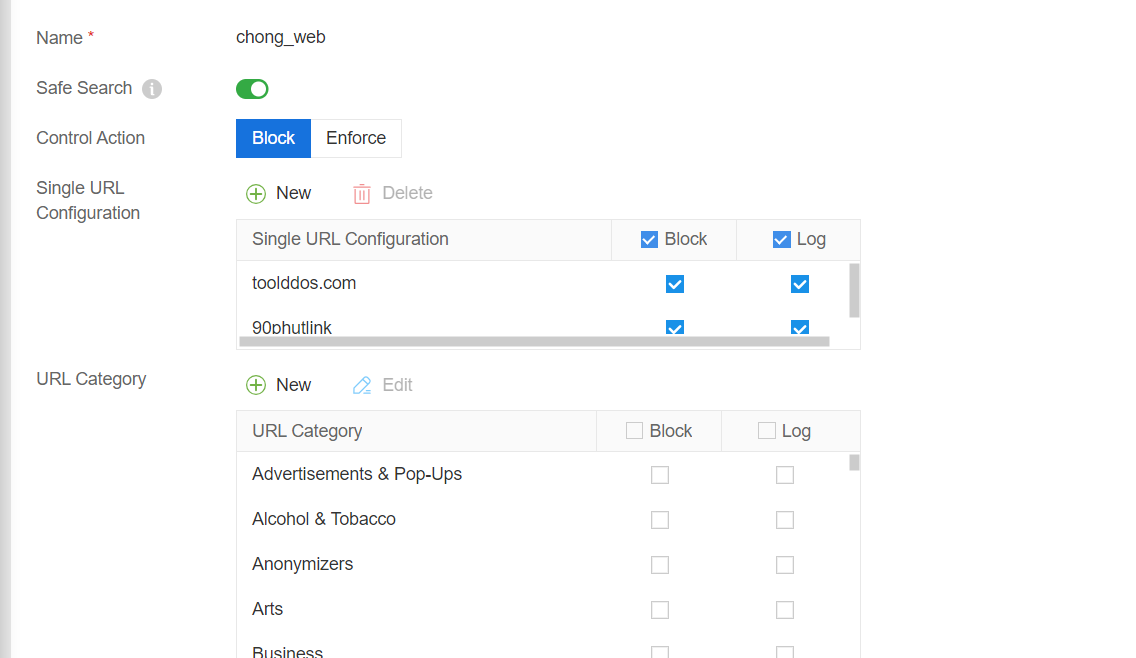 Name *
chong_web
Safe Search
Control Action
Block Enforce
Single URL
Configuration
New Delete
Single URL Configuration Block Log
toolddos.com
90phutlink
URL Category
New Edit
URL Category Block Log
Advertisements & Pop-Ups
Alcohol & Tobacco
Anonymizers
Arts
Business